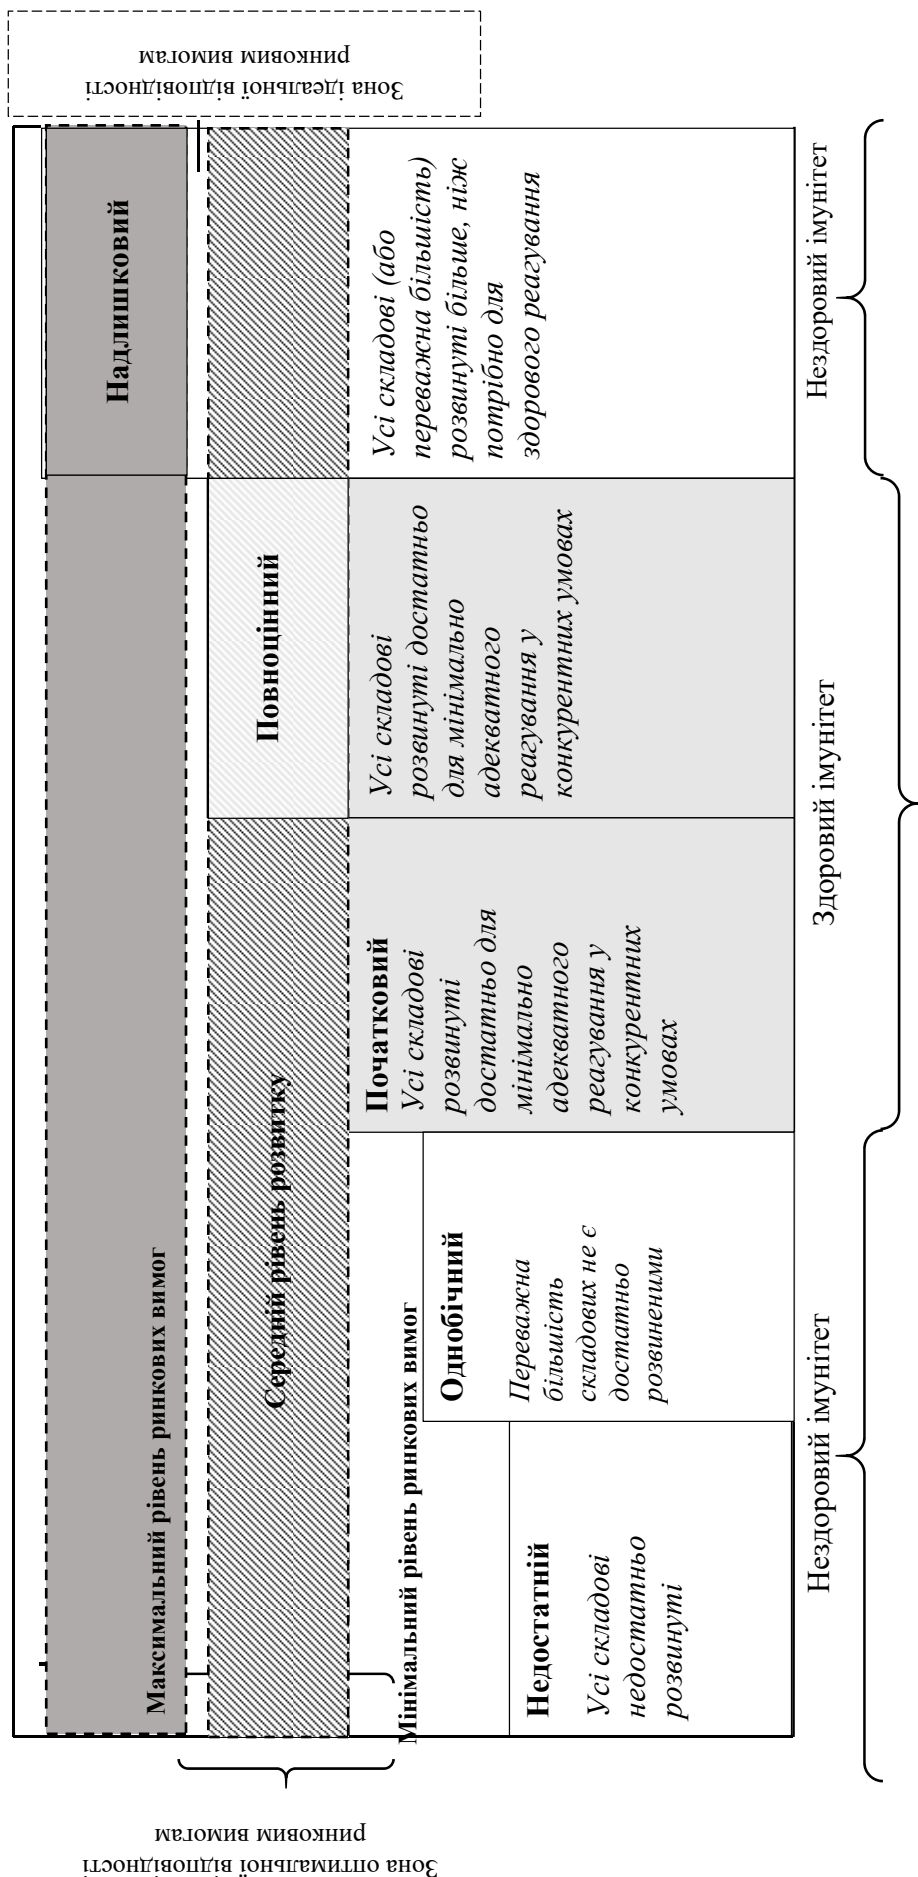 Зона ідеальної відповідності
ринковим вимогам
Надлишковий
Усі складові (або
переважна більшість)
розвинуті більше, ніж
потрібно для
здорового реагування
Нездоровий імунітет
Повноцінний
Усі складові
розвинуті достатньо
для мінімально
адекватного
реагування у
конкурентних умовах
Здоровий імунітет
Початковий
Усі складові
розвинуті
достатньо для
мінімально
адекватного
реагування у
конкурентних
умовах
Максимальний рівень ринкових вимог
Середній рівень розвитку
Мінімальний рівень ринкових вимог
Однобічний
Переважна
більшість
складових не є
достатньо
розвиненими
Недостатній
Усі складові
недостатньо
розвинуті
Нездоровий імунітет
Зона оптимальної відповідності
ринковим вимогам